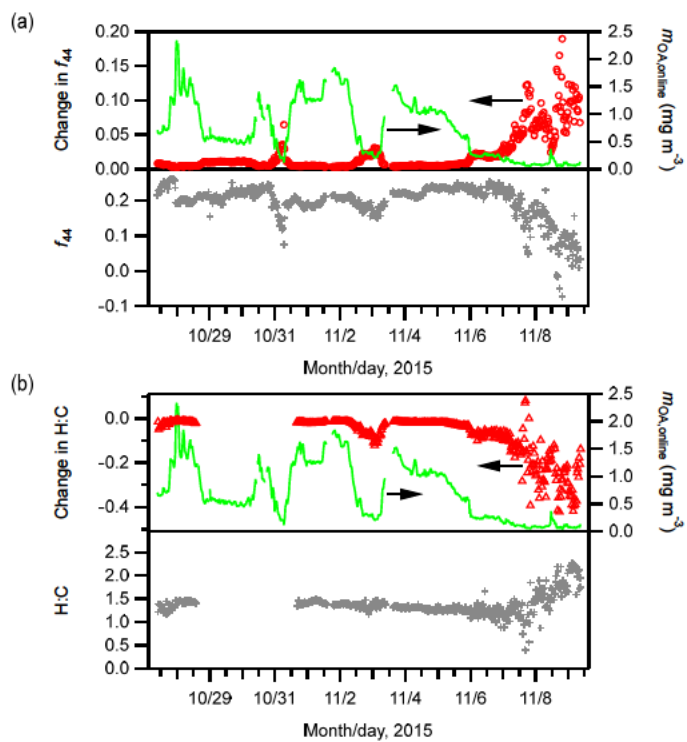 (a)
0.20
0.15
0.10
0.05
0.00
Change in f44
2.5
2.0
1.5
1.0
0.5
0.0
mOA,online
(mg m-3)
0.2
0.1
0.0
-0.1
f44
10/29 10/31 11/2 11/4 11/6 11/8
Month/day, 2015
(b)
0.0
-0.2
-0.4
Change in H:C
2.5
2.0
1.5
1.0
0.5
0.0
mOA,online
(mg m-3)
2.5
2.0
1.5
1.0
0.5
0.0
H:C
10/29 10/31 11/2 11/4 11/6 11/8
Month/day, 2015